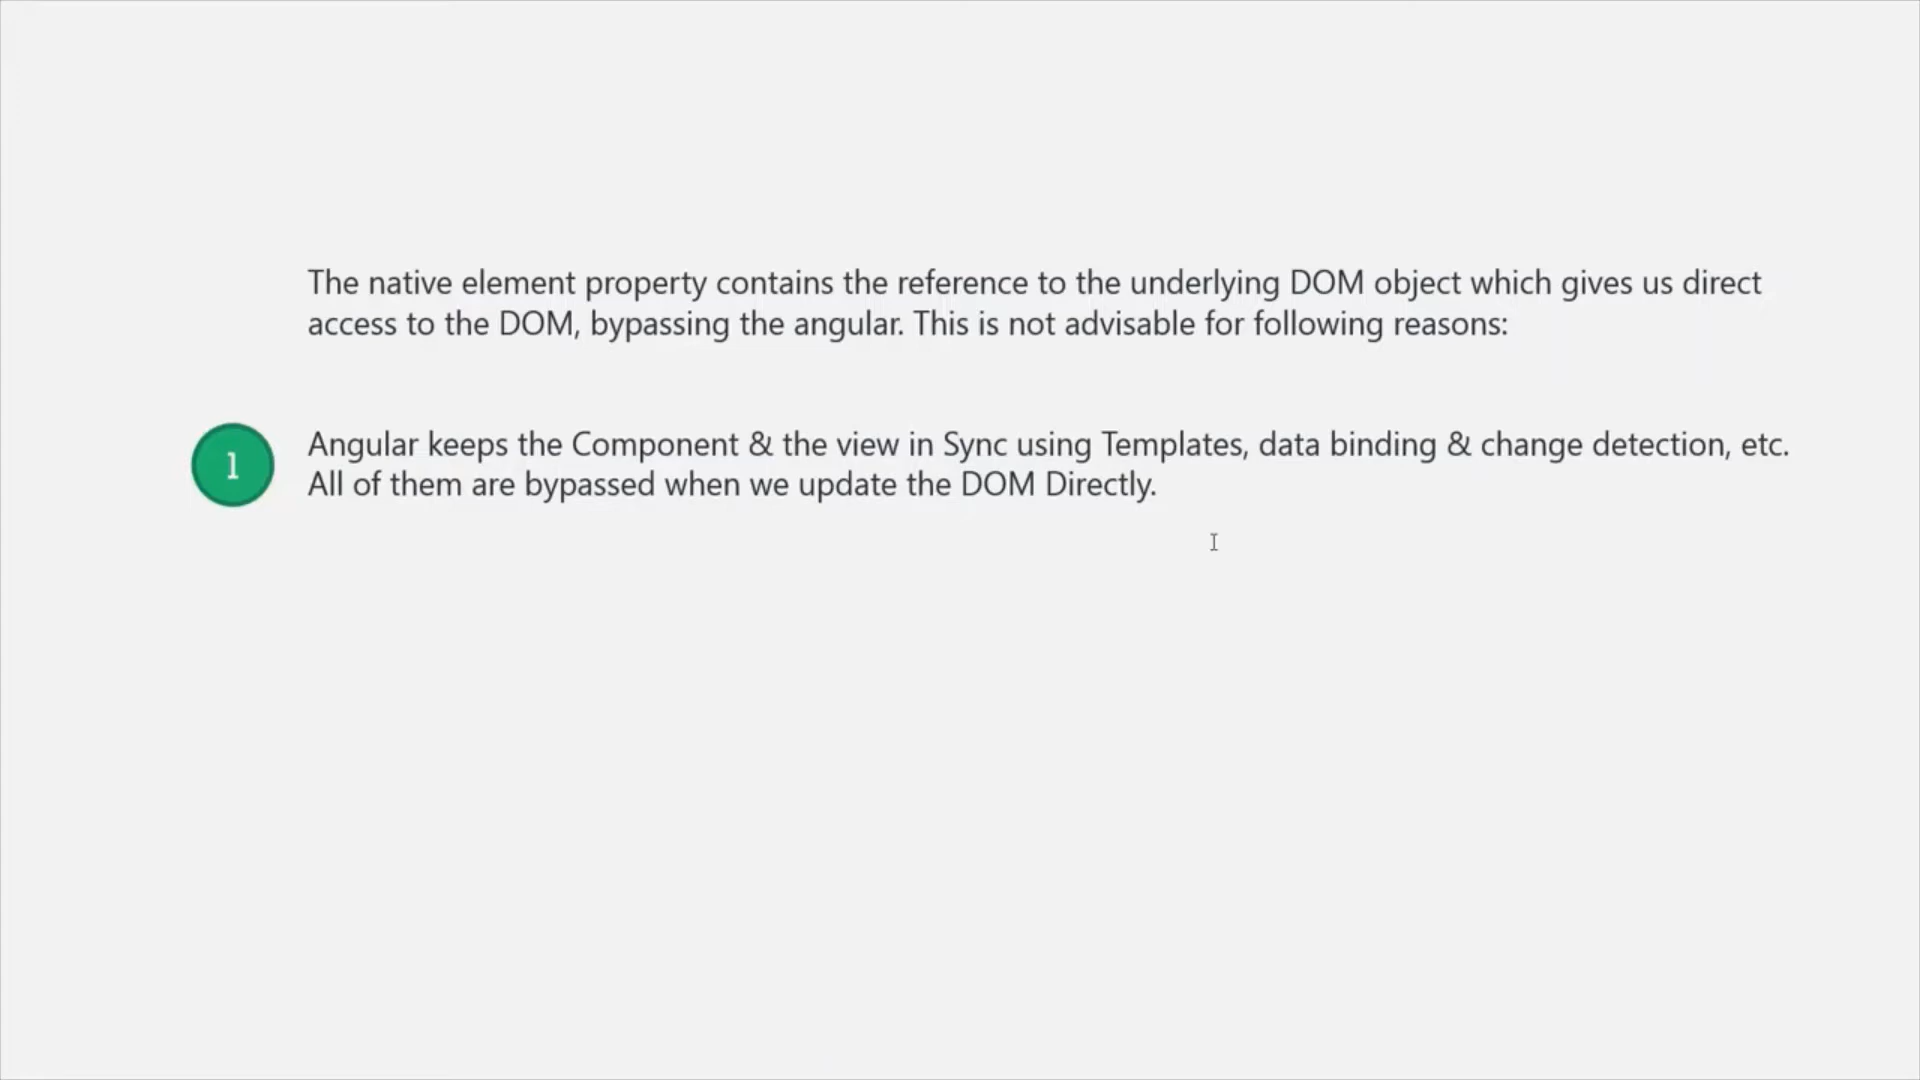 The native element property contains the reference to the underlying DOM object which gives us direct
access to the DOM, bypassing the angular. This is not advisable for following reasons:
1
Angular keeps the Component & the view in Sync using Templates, data binding & change detection, etc.
All of them are bypassed when we update the DOM Directly.